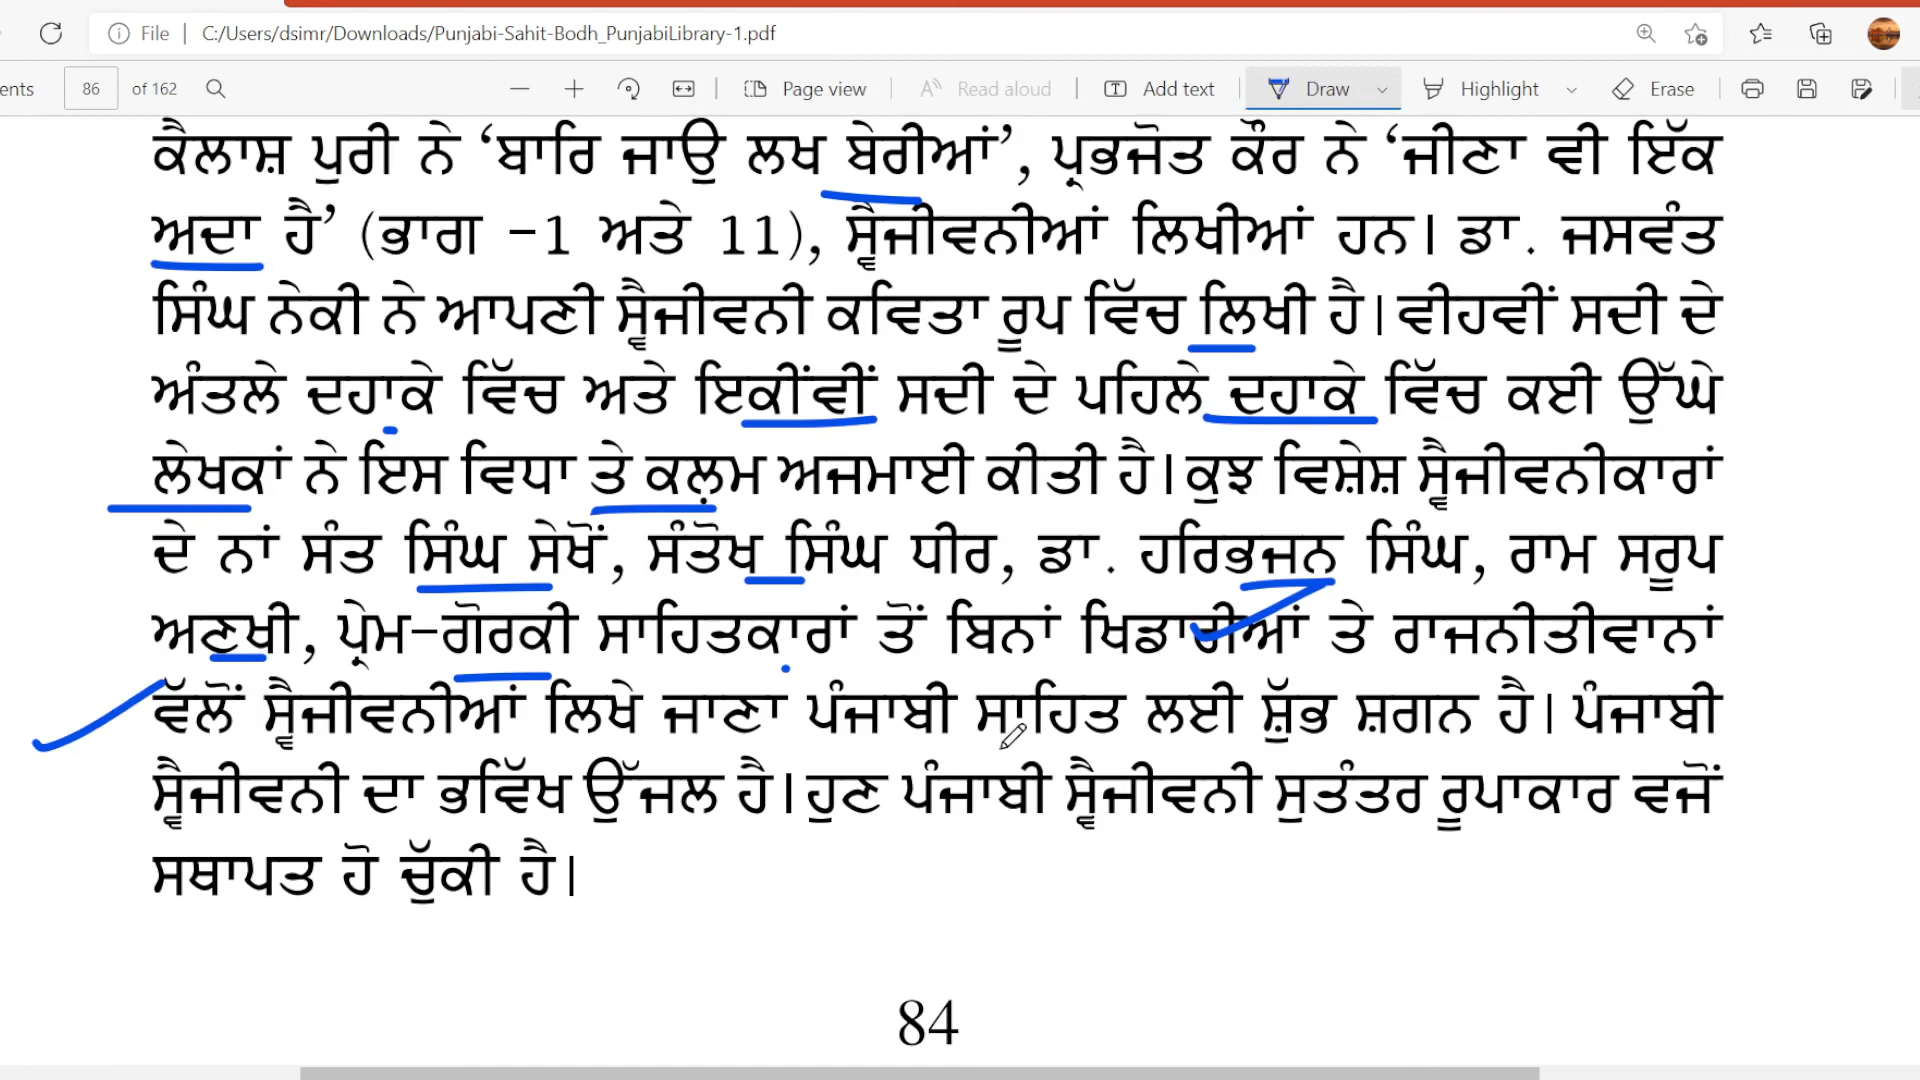 File | C:/Users/dsimr/Downloads/Punjabi-Sahit-Bodh_PunjabiLibrary-1.pdf
ents 86 of 162 Page view Read aloud Add text Draw Highlight Erase
ਕੈਲਾਸ਼ ਪੁਰੀ ਨੇ ‘ਬਾਰਿ ਜਾਉ ਲਖ ਬੇਰੀਆਂ’, ਪ੍ਰਭਜੋਤ ਕੌਰ ਨੇ ‘ਜੀਣਾ ਵੀ ਇੱਕ
ਅਦਾ ਹੈ’ (ਭਾਗ -1 ਅਤੇ 11), ਸ੍ਵੈਜੀਵਨੀਆਂ ਲਿਖੀਆਂ ਹਨ। ਡਾ. ਜਸਵੰਤ
ਸਿੰਘ ਨੇਕੀ ਨੇ ਆਪਣੀ ਸ੍ਵੈਜੀਵਨੀ ਕਵਿਤਾ ਰੂਪ ਵਿੱਚ ਲਿਖੀ ਹੈ। ਵੀਹਵੀਂ ਸਦੀ ਦੇ
ਅੰਤਲੇ ਦਹਾਕੇ ਵਿੱਚ ਅਤੇ ਇਕੀਂਵੀਂ ਸਦੀ ਦੇ ਪਹਿਲੇ ਦਹਾਕੇ ਵਿੱਚ ਕਈ ਉੱਘੇ
ਲੇਖਕਾਂ ਨੇ ਇਸ ਵਿਧਾ ਤੇ ਕਲ਼ਮ ਅਜਮਾਈ ਕੀਤੀ ਹੈ। ਕੁਝ ਵਿਸ਼ੇਸ਼ ਸ੍ਵੈਜੀਵਨੀਕਾਰਾਂ
ਦੇ ਨਾਂ ਸੰਤ ਸਿੰਘ ਸੇਖੋਂ, ਸੰਤੋਖ ਸਿੰਘ ਧੀਰ, ਡਾ. ਹਰਿਭਜਨ ਸਿੰਘ, ਰਾਮ ਸਰੂਪ
ਅਣਖੀ, ਪ੍ਰੇਮ-ਗੋਰਕੀ ਸਾਹਿਤਕਾਰਾਂ ਤੋਂ ਬਿਨਾਂ ਖਿਡਾਚੀਆਂ ਤੇ ਰਾਜਨੀਤੀਵਾਨਾਂ
ਵੱਲੋਂ ਸ੍ਵੈਜੀਵਨੀਆਂ ਲਿਖੇ ਜਾਣਾ ਪੰਜਾਬੀ ਸਾਹਿਤ ਲਈ ਸ਼ੁੱਭ ਸ਼ਗਨ ਹੈ। ਪੰਜਾਬੀ
ਸ੍ਵੈਜੀਵਨੀ ਦਾ ਭਵਿੱਖ ਉੱਜਲ ਹੈ। ਹੁਣ ਪੰਜਾਬੀ ਸ੍ਵੈਜੀਵਨੀ ਸੁਤੰਤਰ ਰੂਪਾਕਾਰ ਵਜੋਂ
ਸਥਾਪਤ ਹੋ ਚੁੱਕੀ ਹੈ।
84